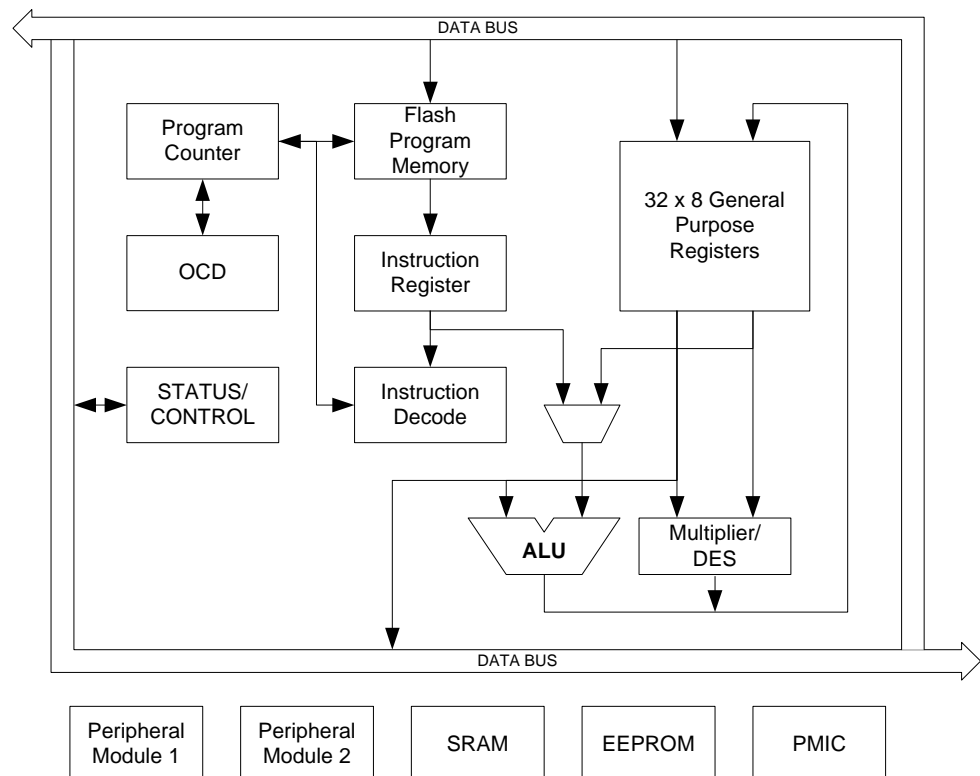 DATA BUS
Program
Counter
Flash
Program
Memory
32 x 8 General
Purpose
Registers
OCD
Instruction
Register
STATUS/
CONTROL
Instruction
Decode
ALU
Multiplier/
DES
DATA BUS
Peripheral
Module 1
Peripheral
Module 2
SRAM
EEPROM
PMIC